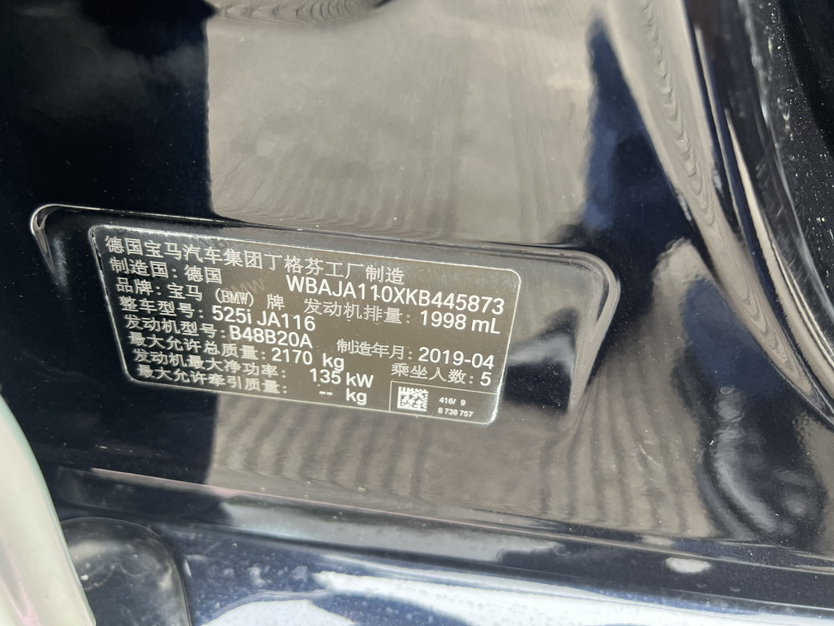 德国宝马汽车集团丁格芬工厂制造
制造国: 德国 WBAJA110XKB445873
品牌: 宝马 (BMW) 牌 发动机排量: 1998 mL
整车型号: 525i JA116
发动机型号: B48B20A 制造年月: 2019-04
最大允许总质量: 2170 kg 乘坐人数: 5
发动机最大净功率: 135 kW
最大允许牵引质量: -- kg
416/ 9
8 738 757